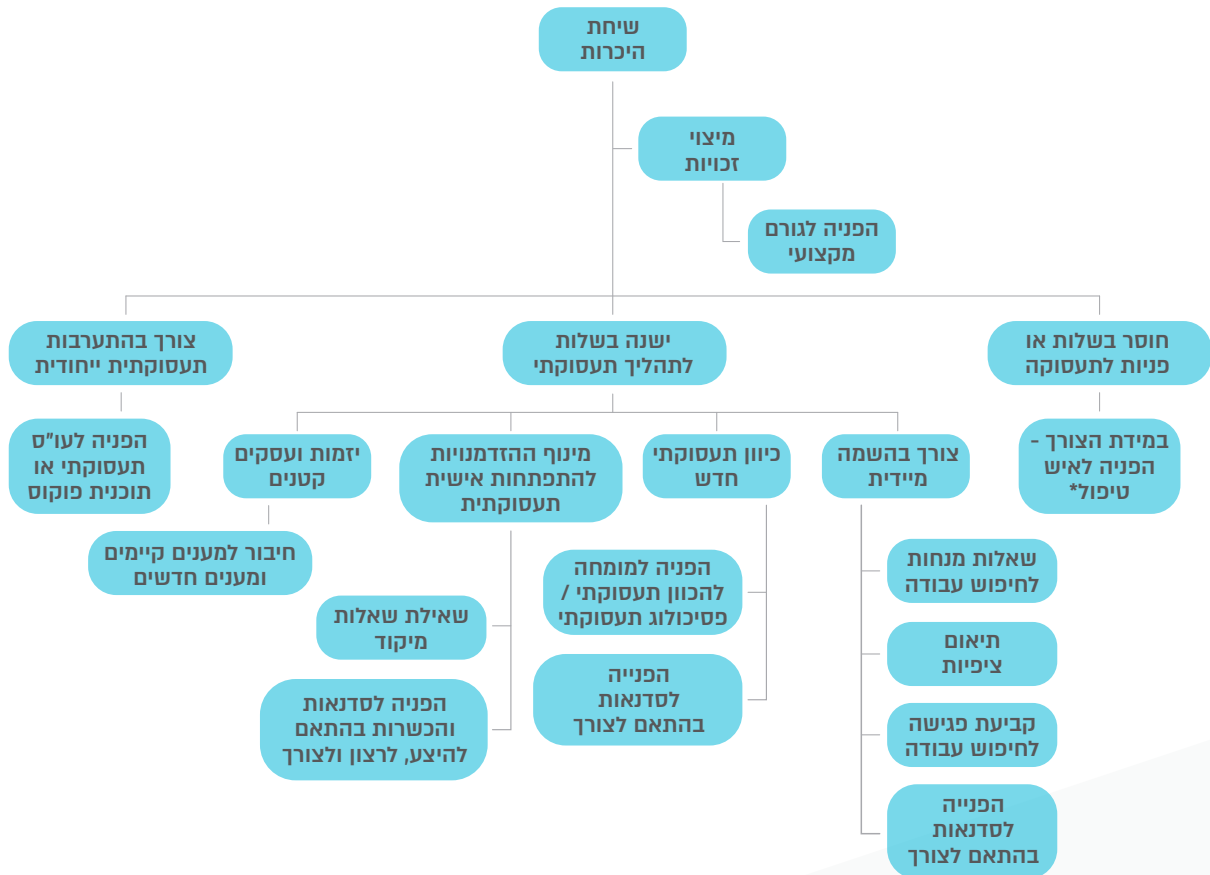 שיחת
היכרות
מיצוי
זכויות
הפניה לגורם
מקצועי
חוסר בשלות או
פניות לתעסוקה
במידת הצורך -
הפניה לאיש
טיפול*
ישנה בשלות
לתהליך תעסוקתי
צורך בהשמה
מיידית
שאלות מנחות
לחיפוש עבודה
תיאום
ציפיות
קביעת פגישה
לחיפוש עבודה
הפנייה
לסדנאות
בהתאם לצורך
כיוון תעסוקתי
חדש
הפניה למומחה
להכוון תעסוקתי /
פסיכולוג תעסוקתי
הפנייה
לסדנאות
בהתאם לצורך
מינוף ההזדמנויות
להתפתחות אישית
תעסוקתית
שאילת שאלות
מיקוד
הפניה לסדנאות
והכשרות בהתאם
להיצע, לרצון ולצורך
יזמות ועסקים
קטנים
חיבור למענים קיימים
ומענים חדשים
צורך בהתערבות
תעסוקתית ייחודית
הפניה לעו"ס
תעסוקתי או
תוכנית פוקוס